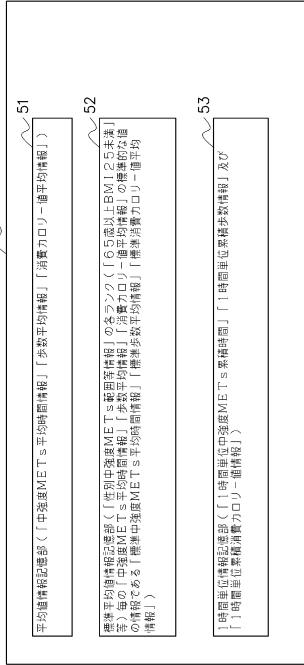 51
平均値情報記憶部(「中強度METs平均時間情報」「歩数平均情報」「消費カロリー値平均情報」)
52
標準平均値情報記憶部(「性別中強度METs範囲等情報」の各ランク(「65歳以上BMI25未満」
等)毎の「中強度METs平均時間情報」「歩数平均情報」「消費カロリー値平均情報」の標準的な値
の情報である「標準中強度METs平均時間情報」「標準歩数平均情報」「標準消費カロリー値平均
情報」)
53
1時間単位情報記憶部(「1時間単位中強度METs累積時間」「1時間単位累積歩数情報」及び
「1時間単位累積消費カロリー値情報」)